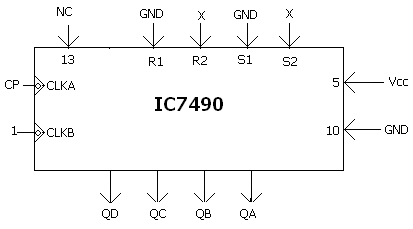 NC GND X GND X
13 R1 R2 S1 S2
CP CLKA 5 Vcc
IC7490
1 CLKB 10 GND
QD QC QB QA